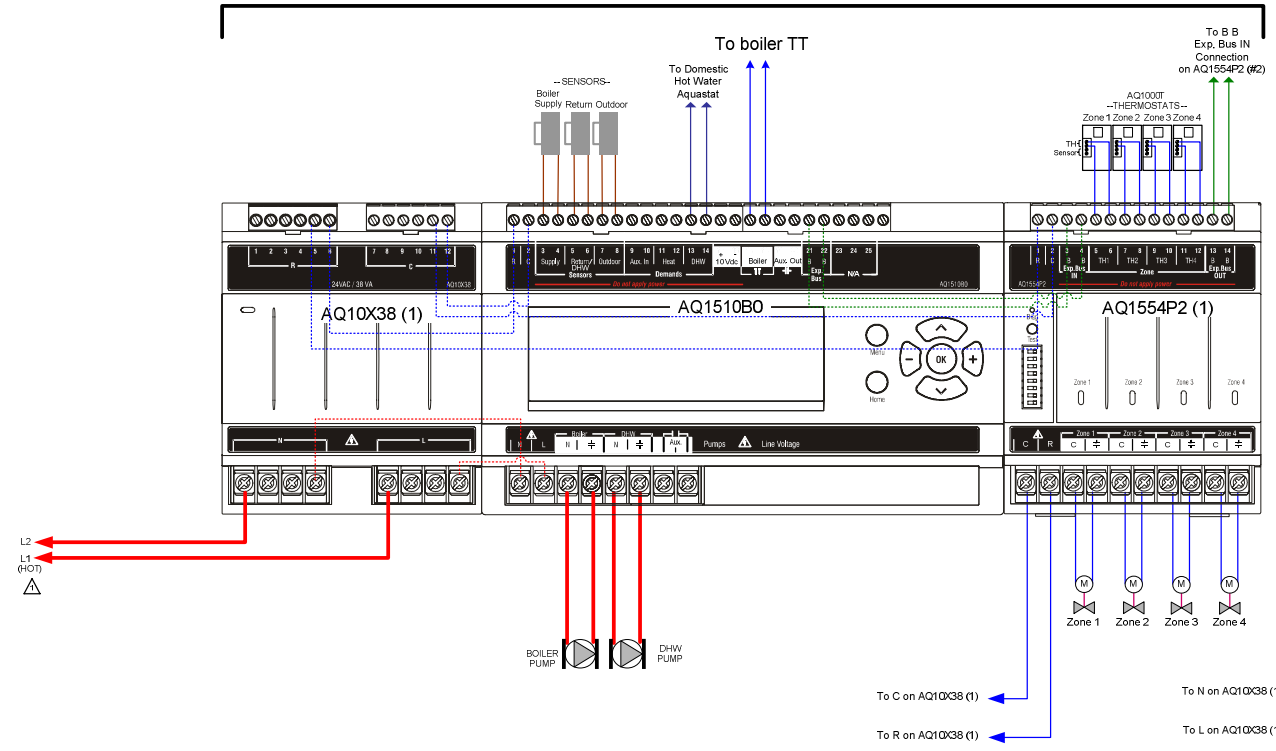 To boiler TT
To B B
Exp. Bus IN
Connection
on AQ1554P2 (#2)
To Domestic
Hot Water
Aquastat
--SENSORS--
Boiler
Supply Return Outdoor
AQ1000T
--THERMOSTATS--
Zone 1 Zone 2 Zone 3 Zone 4
TH
Sensor
1 2 3 4 5 6
R
7 8 9 10 11 12
C
24VAC / 38 VA
AQ10X38
1 2 3 4 5 6 7 8 9 10 11 12 13 14
R C Supply Return/ Outdoor Aux. In Heat DHW
DHW
Sensors
Demands
Do not apply power
+ -
10 Vdc
Boiler
Aux. Out
21 22 23 24 25
B B
Exp.
Bus
N/A
AQ1510B0
1 2 3 4 5 6 7 8 9 10 11 12 13 14
R C B B TH1 TH2 TH3 TH4 B B
Exp.Bus
IN
Zone
Exp.Bus
OUT
Do not apply power
AQ1554P2
AQ10X38 (1)
AQ1510B0
AQ1554P2 (1)
Menu
Home
OK
Test
Zone 1 Zone 2 Zone 3 Zone 4
N
L
N L
Boiler
N
DHW
N
Aux.
Pumps
Line Voltage
C R
Zone 1 Zone 2 Zone 3 Zone 4
C C C C
L2
L1
(HOT)
1
M M M M
Zone 1 Zone 2 Zone 3 Zone 4
BOILER
PUMP
DHW
PUMP
To C on AQ10X38 (1)
To N on AQ10X38 (1
To R on AQ10X38 (1)
To L on AQ10X38 (1